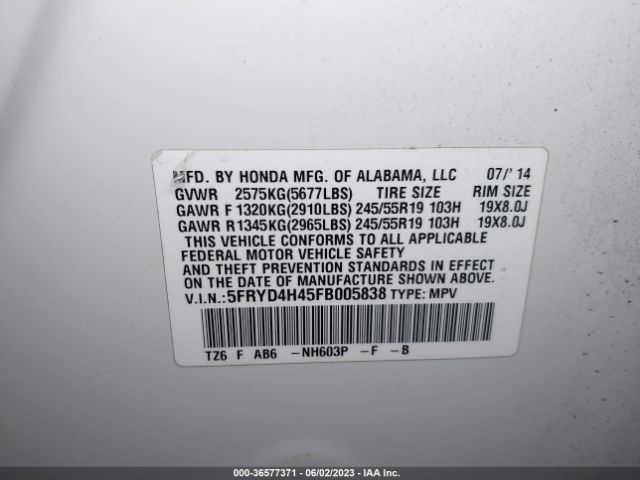 MFD. BY HONDA MFG. OF ALABAMA, LLC 07/'14
GVWR 2575KG(5677LBS) TIRE SIZE RIM SIZE
GAWR F 1320KG(2910LBS) 245/55R19 103H 19X8.0J
GAWR R 1345KG(2965LBS) 245/55R19 103H 19X8.0J
THIS VEHICLE CONFORMS TO ALL APPLICABLE
FEDERAL MOTOR VEHICLE SAFETY
AND THEFT PREVENTION STANDARDS IN EFFECT
ON THE DATE OF MANUFACTURE SHOWN ABOVE.
V.I.N.:5FRYD4H45FB005838 TYPE: MPV
TZ6 F AB6 -NH603P -F -B
000-36577371 - 06/02/2023 - IAA Inc.